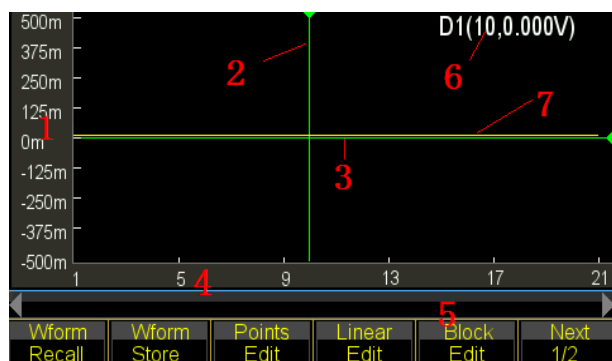 500m
D1(10,0.000V)
375m
2
6
250m
125m
7
1
0m
-125m
3
-250m
-375m
-500m
1 5 9 13 17 21
4
5
Wform Wform Points Linear Block Next
Recall Store Edit Edit Edit 1/2